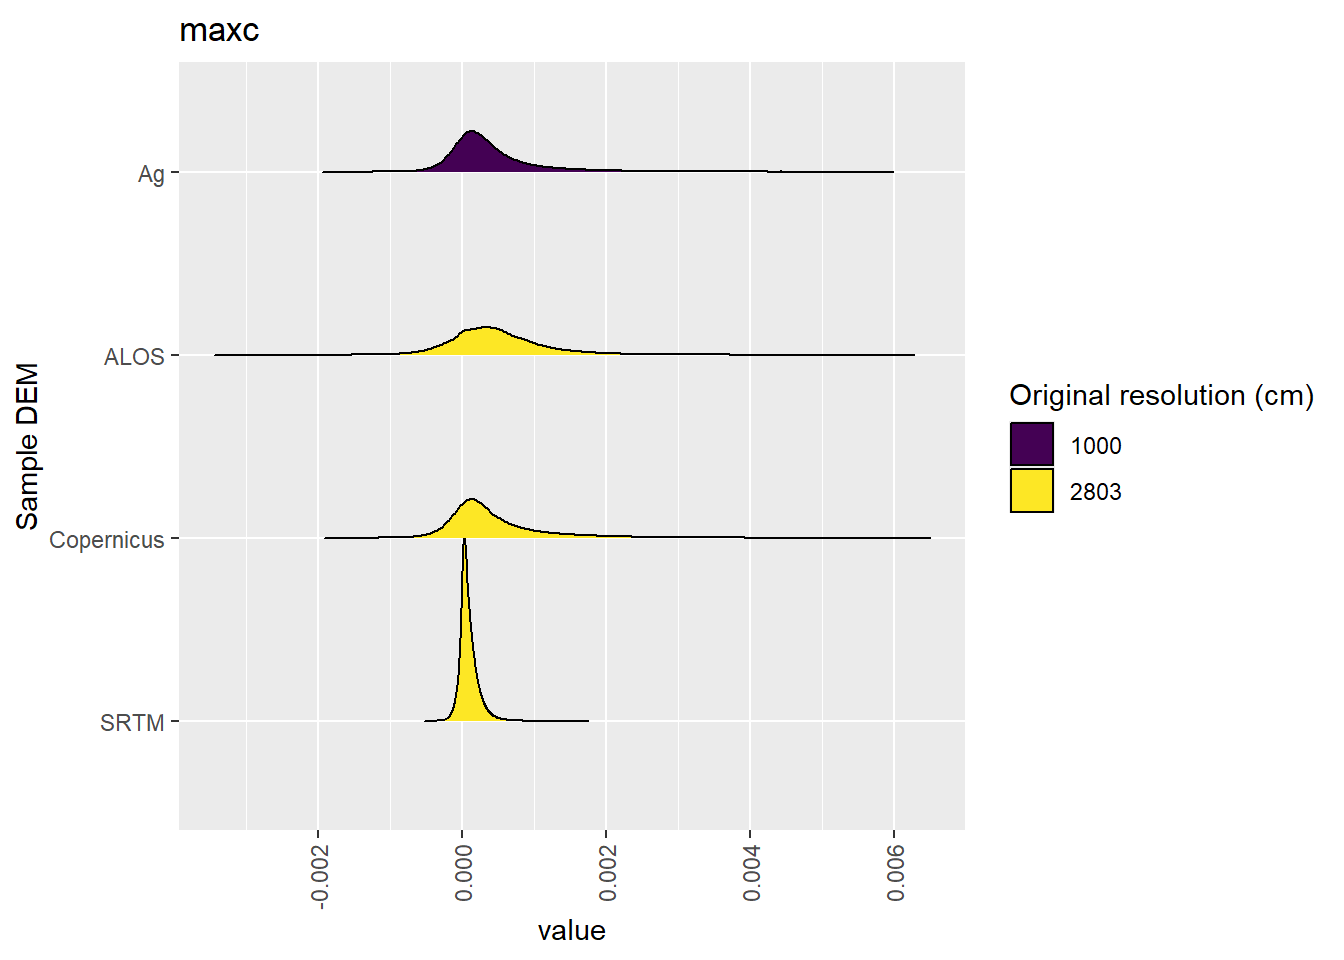 maxc
Sample DEM
Ag
ALOS
Copernicus
SRTM
-0.002
0.000
0.002
0.004
0.006
value
Original resolution (cm)
1000
2803